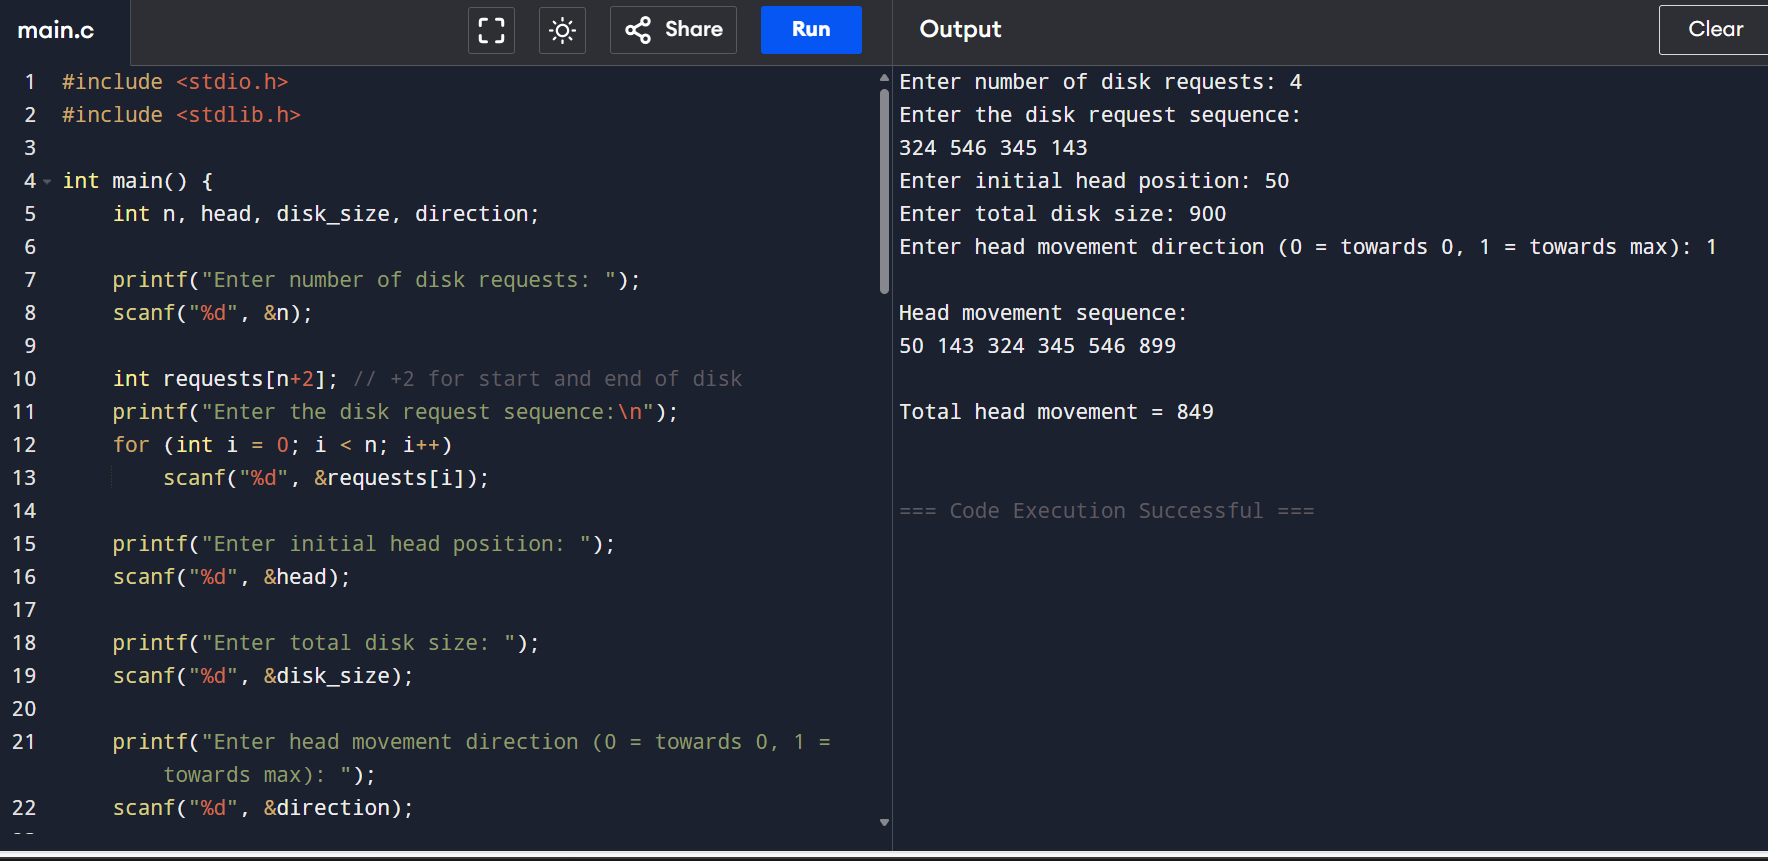 main.c
Share
Run
Output
Clear
1 #include <stdio.h>
2 #include <stdlib.h>
3
4 int main() {
5     int n, head, disk_size, direction;
6
7     printf("Enter number of disk requests: ");
8     scanf("%d", &n);
9
10     int requests[n+2]; // +2 for start and end of disk
11     printf("Enter the disk request sequence:\n");
12     for (int i = 0; i < n; i++)
13         scanf("%d", &requests[i]);
14
15     printf("Enter initial head position: ");
16     scanf("%d", &head);
17
18     printf("Enter total disk size: ");
19     scanf("%d", &disk_size);
20
21     printf("Enter head movement direction (0 = towards 0, 1 =
towards max): ");
22     scanf("%d", &direction);
Enter number of disk requests: 4
Enter the disk request sequence:
324 546 345 143
Enter initial head position: 50
Enter total disk size: 900
Enter head movement direction (0 = towards 0, 1 = towards max): 1
Head movement sequence:
50 143 324 345 546 899
Total head movement = 849
=== Code Execution Successful ===